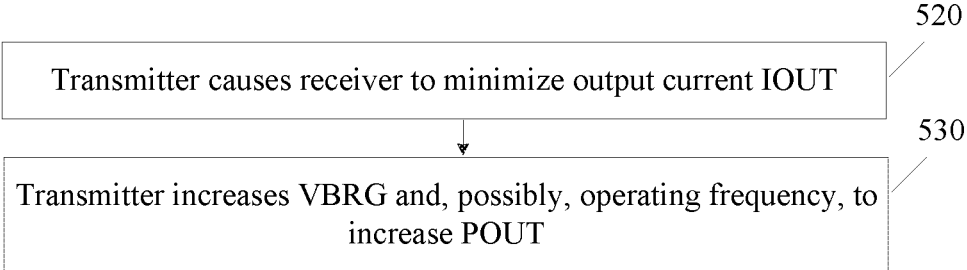 520
Transmitter causes receiver to minimize output current IOUT
530
Transmitter increases VBRG and, possibly, operating frequency, to
increase POUT